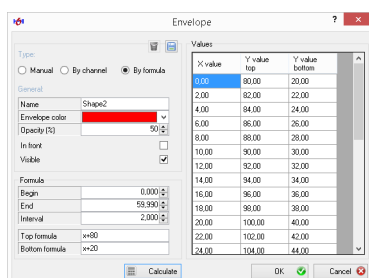 Envelope
? ×
Type
Manual By channel By formula
General
Name Shape2
Envelope color
Opacity (%) 50
In front
Visible
Formula
Begin 0,000
End 59,990
Interval 2,000
Top formula x+80
Bottom formula x+20
Calculate
Values
X value Y value top Y value bottom
0,00 80,00 20,00
2,00 82,00 22,00
4,00 84,00 24,00
6,00 86,00 26,00
8,00 88,00 28,00
10,00 90,00 30,00
12,00 92,00 32,00
14,00 94,00 34,00
16,00 96,00 36,00
18,00 98,00 38,00
20,00 100,00 40,00
22,00 102,00 42,00
24,00 104,00 44,00
OK Cancel